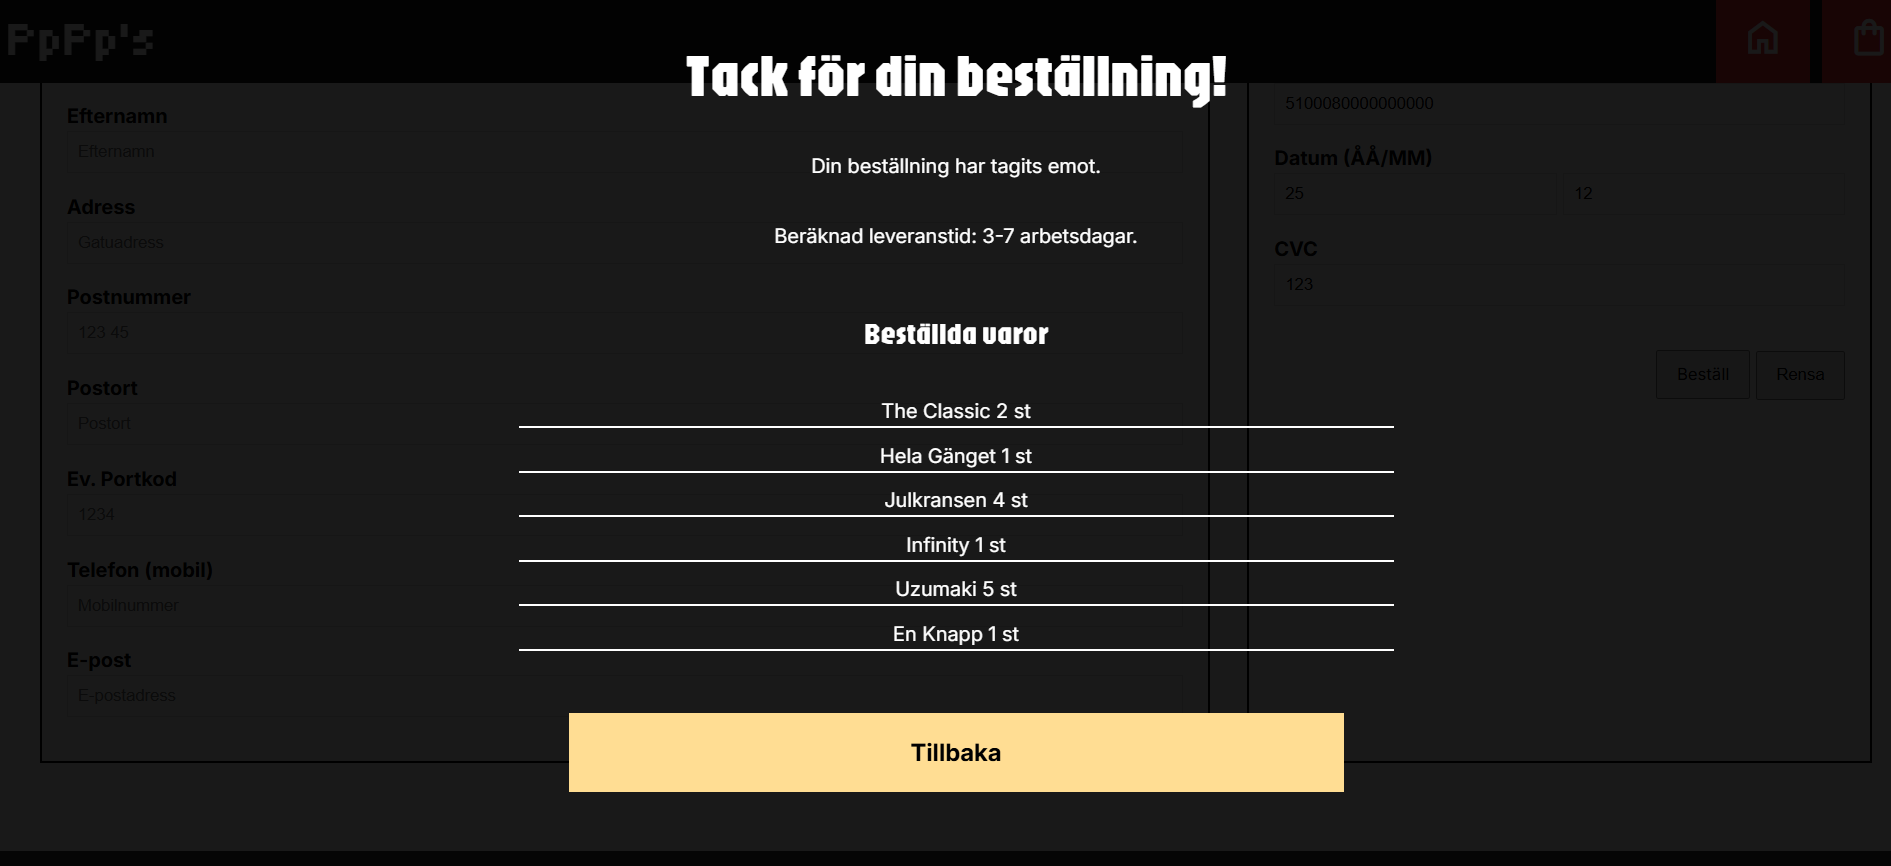 PpPp's
Tack för din beställning!
Din beställning har tagits emot.
Beräknad leveranstid: 3-7 arbetsdagar.
Beställda varor
The Classic 2 st
Hela Gänget 1 st
Julkransen 4 st
Infinity 1 st
Uzumaki 5 st
En Knapp 1 st
Tillbaka
Efternamn
Efternamn
Adress
Gatuadress
Postnummer
123 45
Postort
Postort
Ev. Portkod
1234
Telefon (mobil)
Mobilnummer
E-post
E-postadress
5100080000000000
Datum (ÅÅ/MM)
25 12
CVC
123
Beställ Rensa